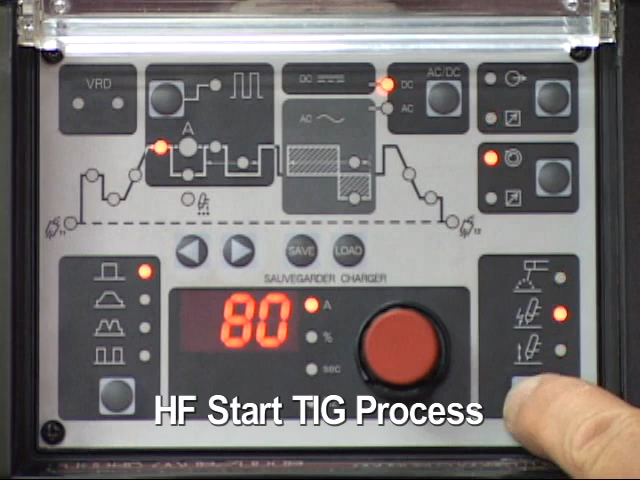 VRD
DC
DC
AC/DC
AC
AC
A
SAVE
LOAD
SAUVEGARDER CHARGER
80
A
%
sec
HF Start TIG Process